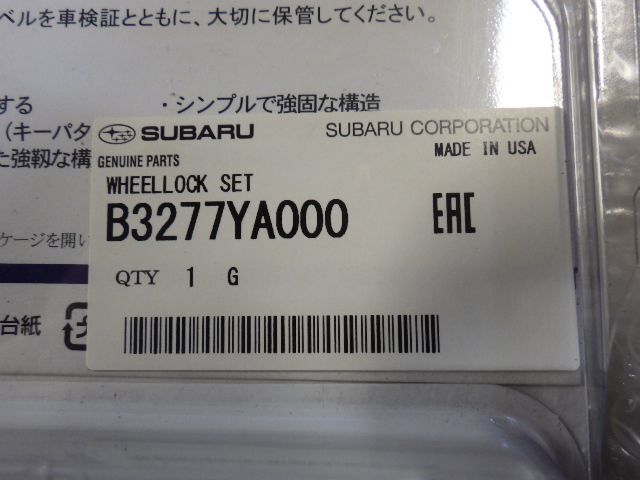 ベルを車検証とともに、大切に保管してください。
する ・シンプルで強固な構造
（キーパタ
た強靱な構
SUBARU SUBARU CORPORATION
GENUINE PARTS MADE IN USA
WHEELLOCK SET
B3277YA000 EAC
ケージを開い
QTY 1 G
台紙